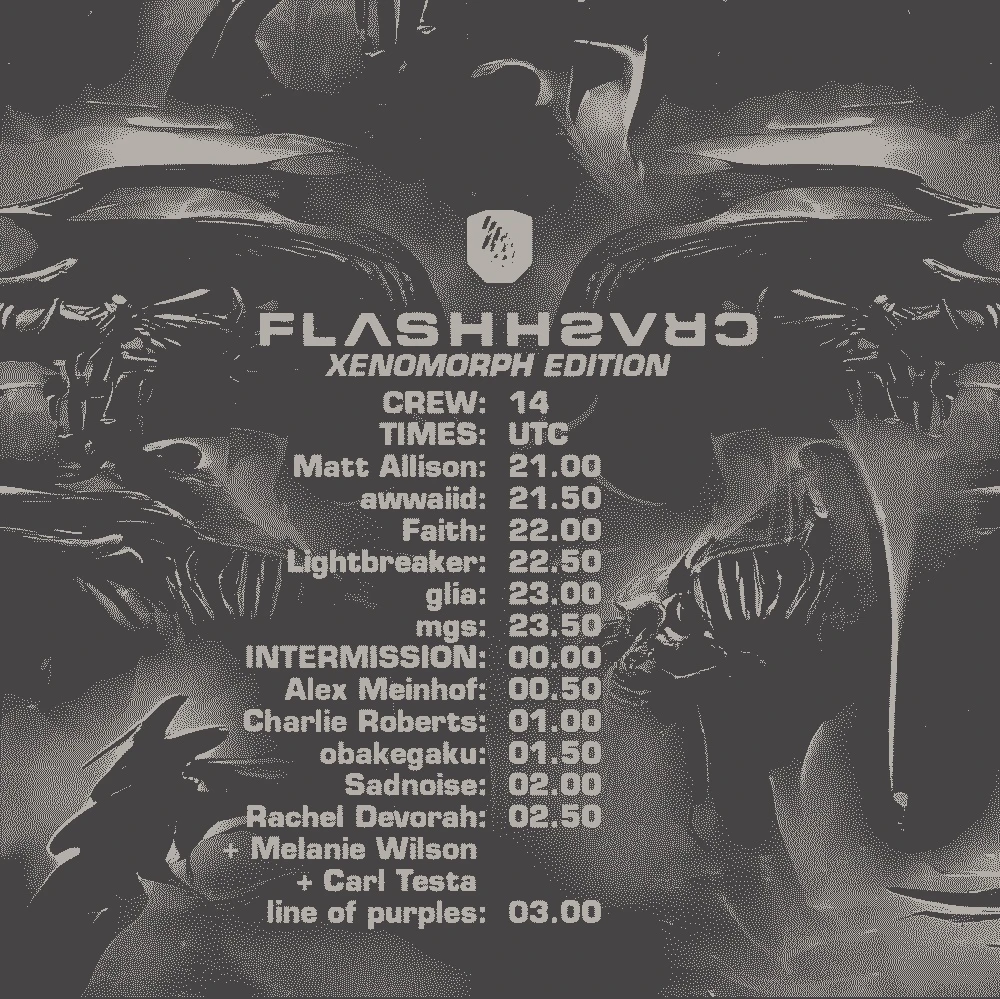 FLASHHSARC
XENOMORPH EDITION
CREW: 14
TIMES: UTC
Matt Allison: 21.00
awwaiid: 21.50
Faith: 22.00
Lightbreaker: 22.50
glia: 23.00
mgs: 23.50
INTERMISSION: 00.00
Alex Meinhof: 00.50
Charlie Roberts: 01.00
obakegaku: 01.50
Sadnoise: 02.00
Rachel Devorah: 02.50
+ Melanie Wilson
+ Carl Testa
line of purples: 03.00